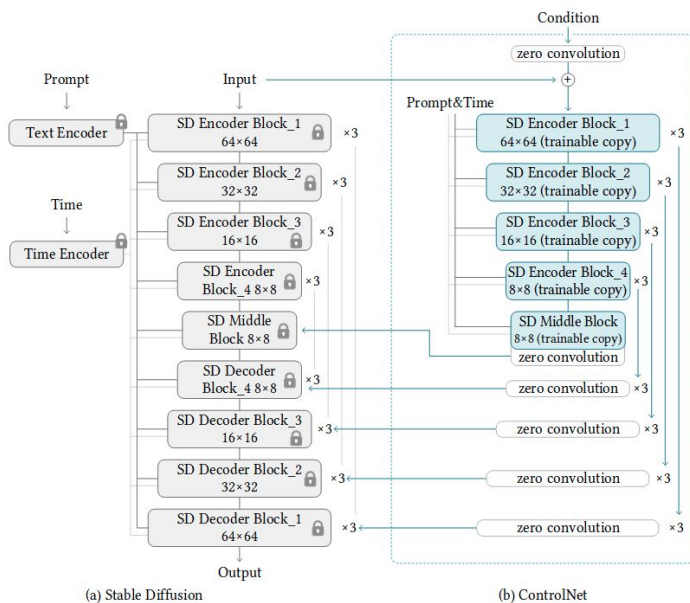 Condition
zero convolution
Prompt
Input
+
Prompt&Time
Text Encoder
SD Encoder Block_1
64×64
×3
SD Encoder Block_1
64×64 (trainable copy)
×3
SD Encoder Block_2
32×32
×3
SD Encoder Block_2
32×32 (trainable copy)
×3
Time
SD Encoder Block_3
16×16
×3
SD Encoder Block_3
16×16 (trainable copy)
×3
Time Encoder
SD Encoder
Block_4 8×8
×3
SD Encoder Block_4
8×8 (trainable copy)
×3
SD Middle
Block 8×8
SD Middle Block
8×8 (trainable copy)
zero convolution
SD Decoder
Block_4 8×8
×3
zero convolution
×3
SD Decoder Block_3
16×16
×3
zero convolution
×3
SD Decoder Block_2
32×32
×3
zero convolution
×3
SD Decoder Block_1
64×64
×3
zero convolution
×3
Output
(a) Stable Diffusion
(b) ControlNet